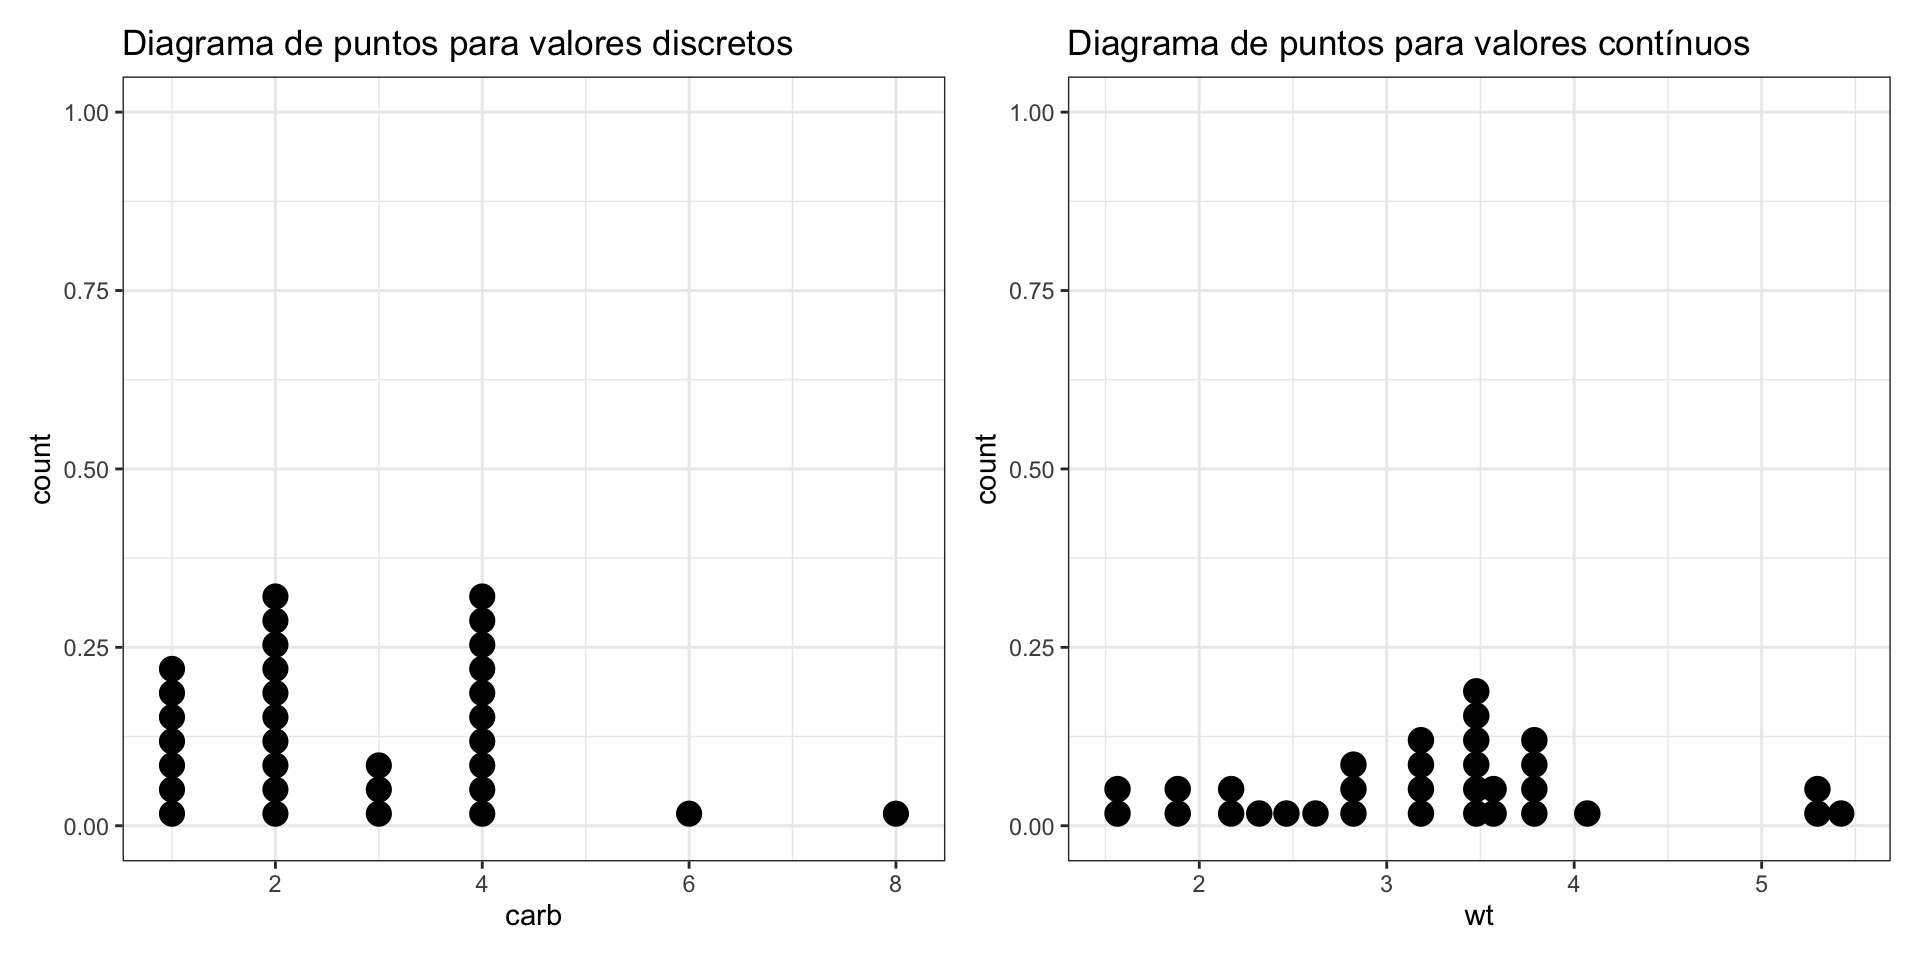 Diagrama de puntos para valores discretos
1.00
0.75
0.50
0.25
0.00
count
2 4 6 8
carb
Diagrama de puntos para valores contínuos
1.00
0.75
0.50
0.25
0.00
count
2 3 4 5
wt